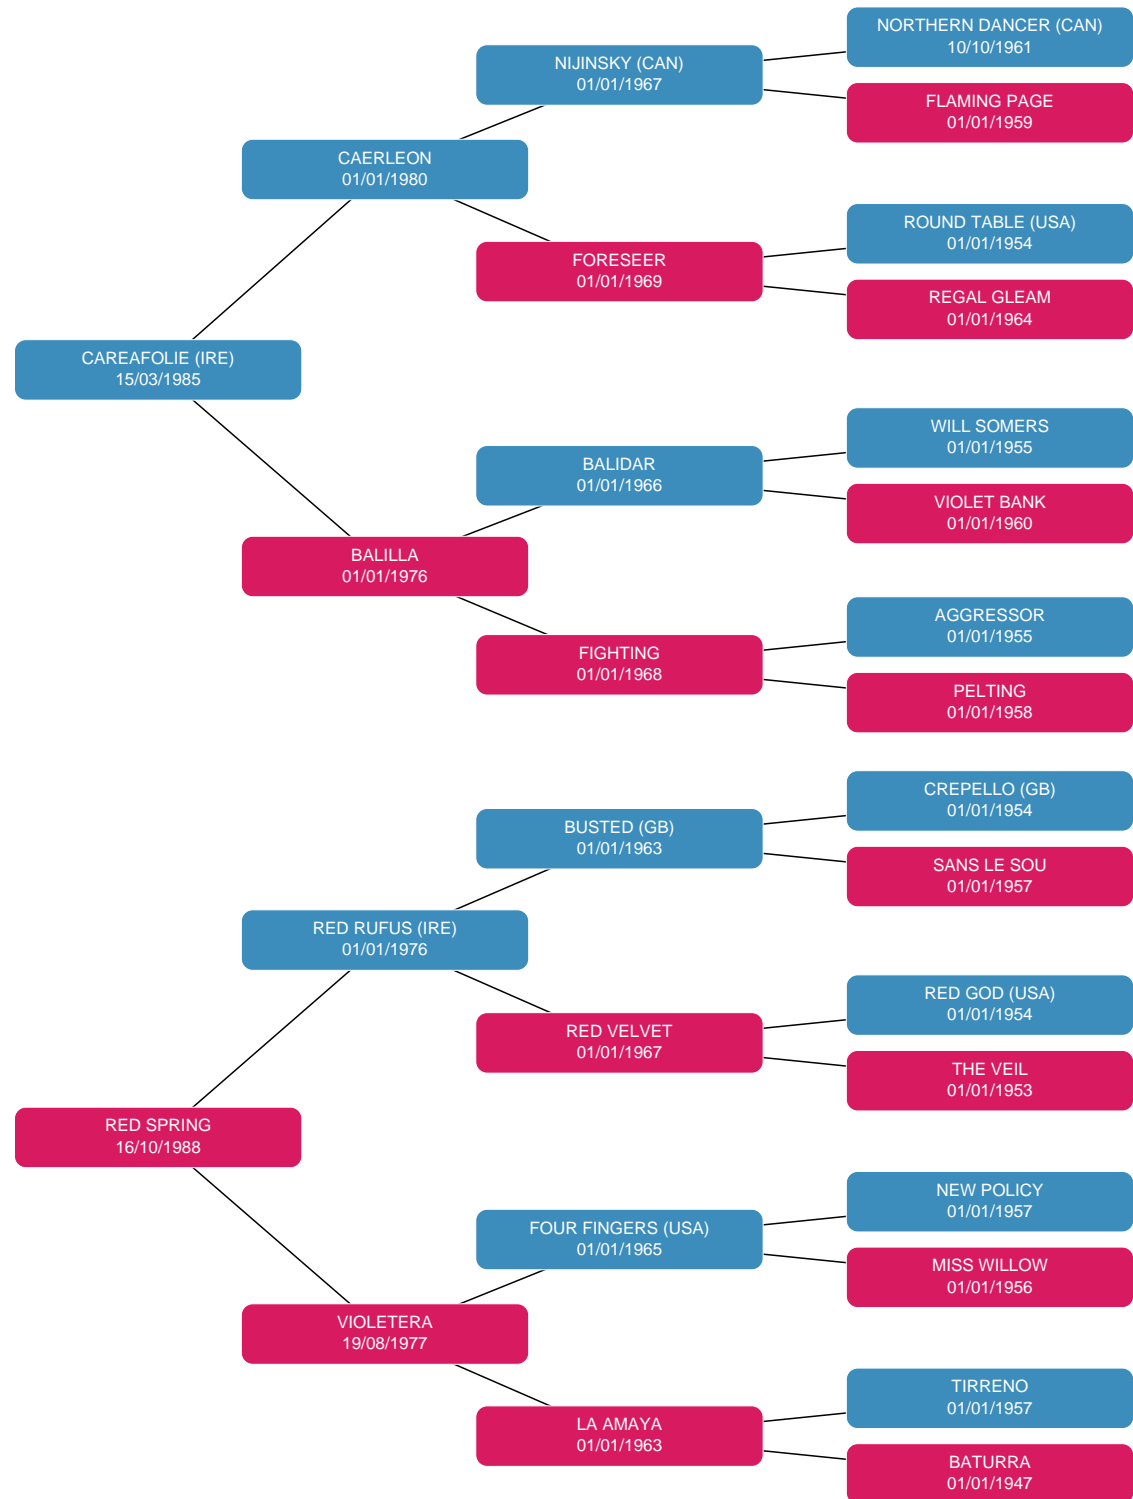 NORTHERN DANCER (CAN)
10/10/1961
NIJINSKY (CAN)
01/01/1967
FLAMING PAGE
01/01/1959
CAERLEON
01/01/1980
ROUND TABLE (USA)
01/01/1954
FORESEER
01/01/1969
REGAL GLEAM
01/01/1964
CAREAFOLIE (IRE)
15/03/1985
WILL SOMERS
01/01/1955
BALIDAR
01/01/1966
VIOLET BANK
01/01/1960
BALILLA
01/01/1976
AGGRESSOR
01/01/1955
FIGHTING
01/01/1968
PELTING
01/01/1958
CREPELLO (GB)
01/01/1954
BUSTED (GB)
01/01/1963
SANS LE SOU
01/01/1957
RED RUFUS (IRE)
01/01/1976
RED GOD (USA)
01/01/1954
RED VELVET
01/01/1967
THE VEIL
01/01/1953
RED SPRING
16/10/1988
NEW POLICY
01/01/1957
FOUR FINGERS (USA)
01/01/1965
MISS WILLOW
01/01/1956
VIOLETERA
19/08/1977
TIRRENO
01/01/1957
LA AMAYA
01/01/1963
BATURRA
01/01/1947